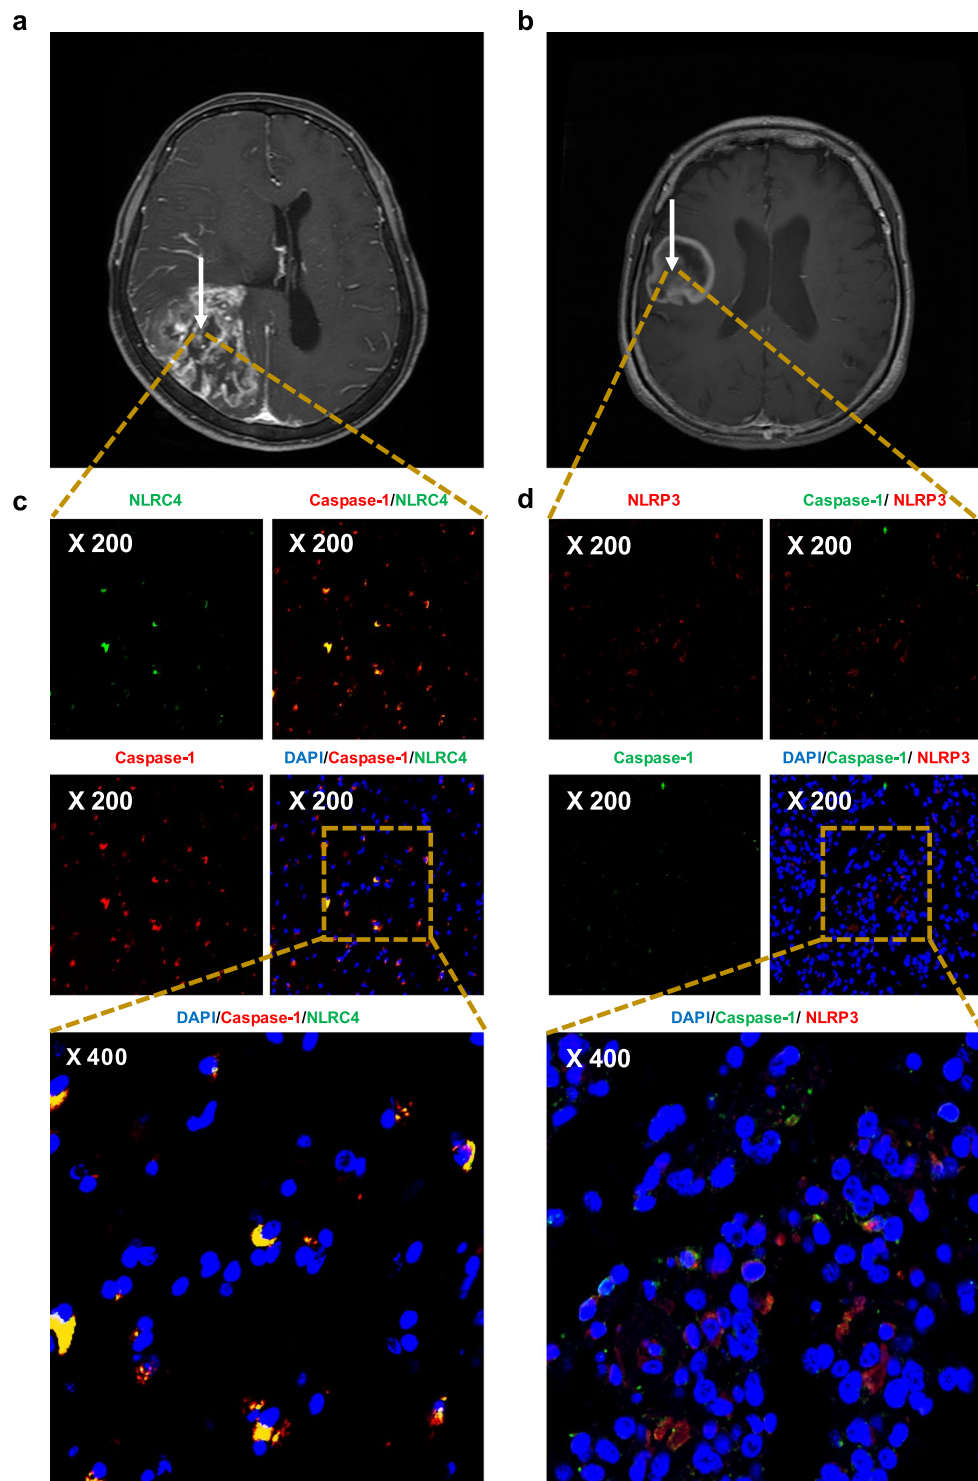 a
b
c
NLRC4
Caspase-1/NLRC4
d
NLRP3
Caspase-1/ NLRP3
X 200
X 200
X 200
X 200
Caspase-1
DAPI/Caspase-1/NLRC4
Caspase-1
DAPI/Caspase-1/ NLRP3
X 200
X 200
X 200
X 200
DAPI/Caspase-1/NLRC4
DAPI/Caspase-1/ NLRP3
X 400
X 400